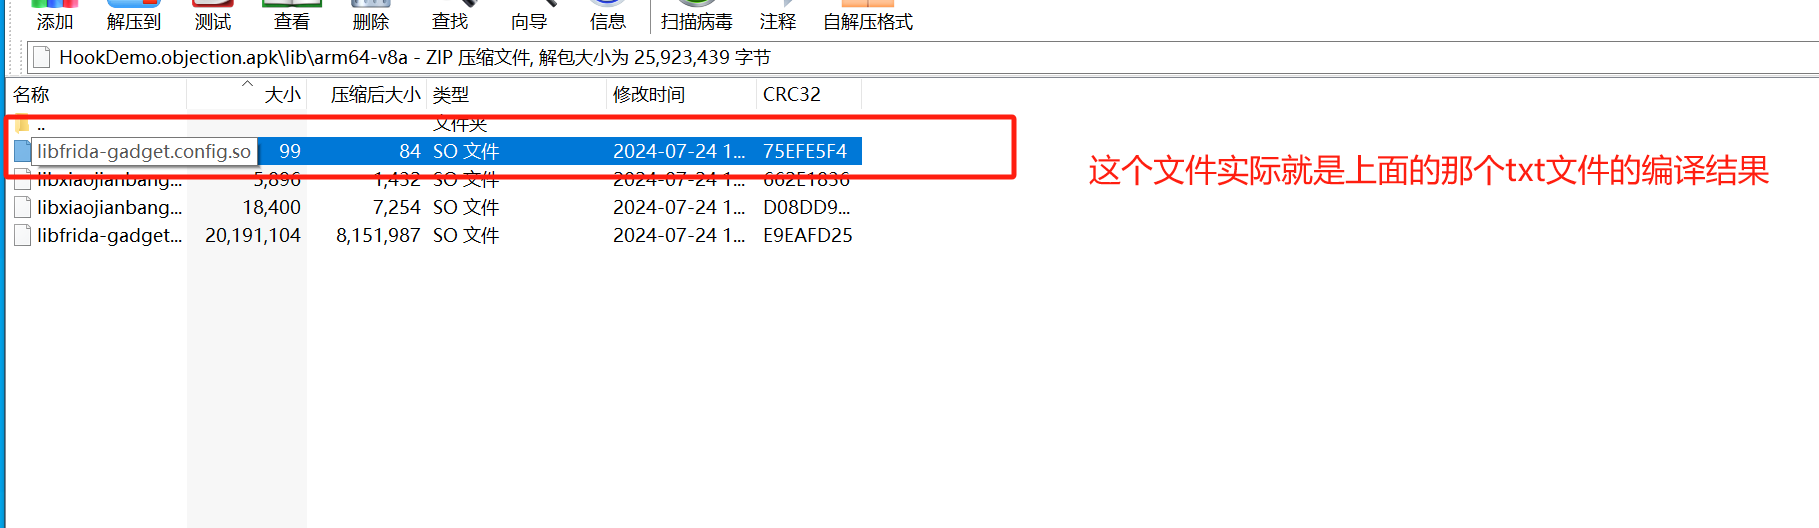 添加 解压到 测试 查看 删除 查找 向导 信息 扫描病毒 注释 自解压格式
HookDemo.objection.apk\lib\arm64-v8a - ZIP 压缩文件, 解包大小为 25,923,439 字节
名称 大小 压缩后大小 类型 修改时间 CRC32
.. 文件夹
libfrida-gadget.config.so 99 84 SO 文件 2024-07-24 1... 75EFE5F4
libxiaojianbang... 5,896 1,432 SO 文件 2024-07-24 1... 662E1836
libxiaojianbang... 18,400 7,254 SO 文件 2024-07-24 1... D08DD9...
libfrida-gadget... 20,191,104 8,151,987 SO 文件 2024-07-24 1... E9EAFD25
这个文件实际就是上面的那个txt文件的编译结果